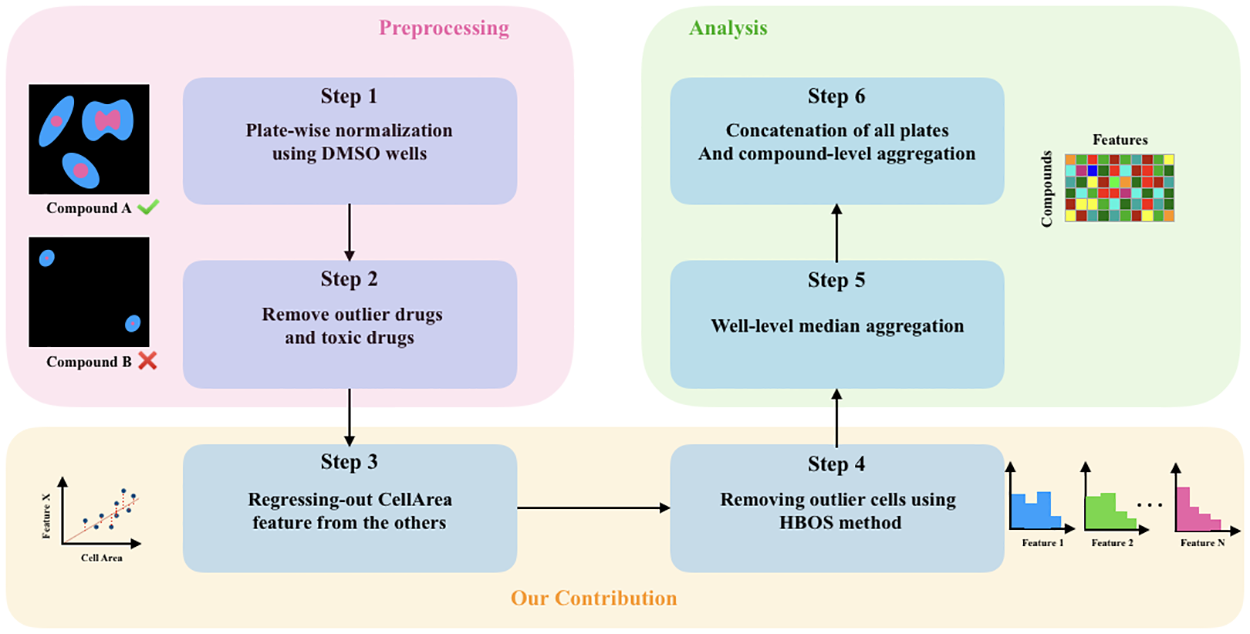 Preprocessing
Compound A
Compound B
Step 1
Plate-wise normalization
using DMSO wells
Step 2
Remove outlier drugs
and toxic drugs
Analysis
Step 6
Concatenation of all plates
And compound-level aggregation
Features
Compounds
Step 5
Well-level median aggregation
Feature X
Cell Area
Step 3
Regressing-out CellArea
feature from the others
Step 4
Removing outlier cells using
HBOS method
Feature 1
Feature 2
Feature N
Our Contribution